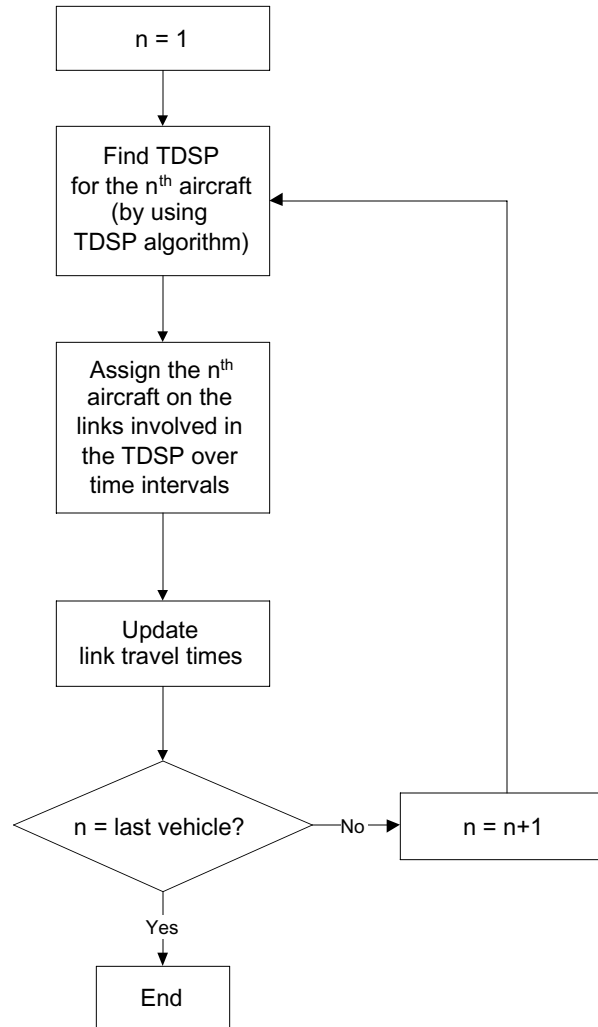 n = 1
Find TDSP
for the nth aircraft
(by using
TDSP algorithm)
Assign the nth
aircraft on the
links involved in
the TDSP over
time intervals
Update
link travel times
n = last vehicle?
No
n = n+1
Yes
End